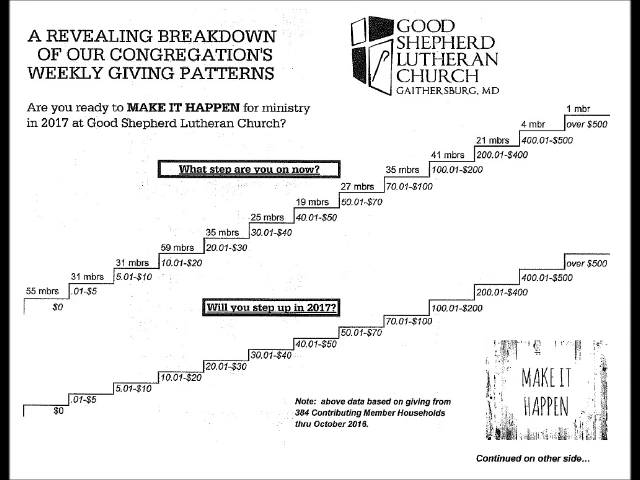 A REVEALING BREAKDOWN
OF OUR CONGREGATION'S
WEEKLY GIVING PATTERNS
GOOD
SHEPHERD
LUTHERAN
CHURCH
GAITHERSBURG, MD
Are you ready to MAKE IT HAPPEN for ministry
in 2017 at Good Shepherd Lutheran Church?
What step are you on now?
55 mbrs
$0
31 mbrs
.01-$5
31 mbrs
5.01-$10
59 mbrs
10.01-$20
35 mbrs
20.01-$30
25 mbrs
30.01-$40
19 mbrs
40.01-$50
27 mbrs
50.01-$70
35 mbrs
70.01-$100
41 mbrs
100.01-$200
21 mbrs
200.01-$400
4 mbr
400.01-$500
1 mbr
over $500
Will you step up in 2017?
$0
.01-$5
5.01-$10
10.01-$20
20.01-$30
30.01-$40
40.01-$50
50.01-$70
70.01-$100
100.01-$200
200.01-$400
400.01-$500
over $500
Note: above data based on giving from
384 Contributing Member Households
thru October 2016.
MAKE IT
HAPPEN
Continued on other side...